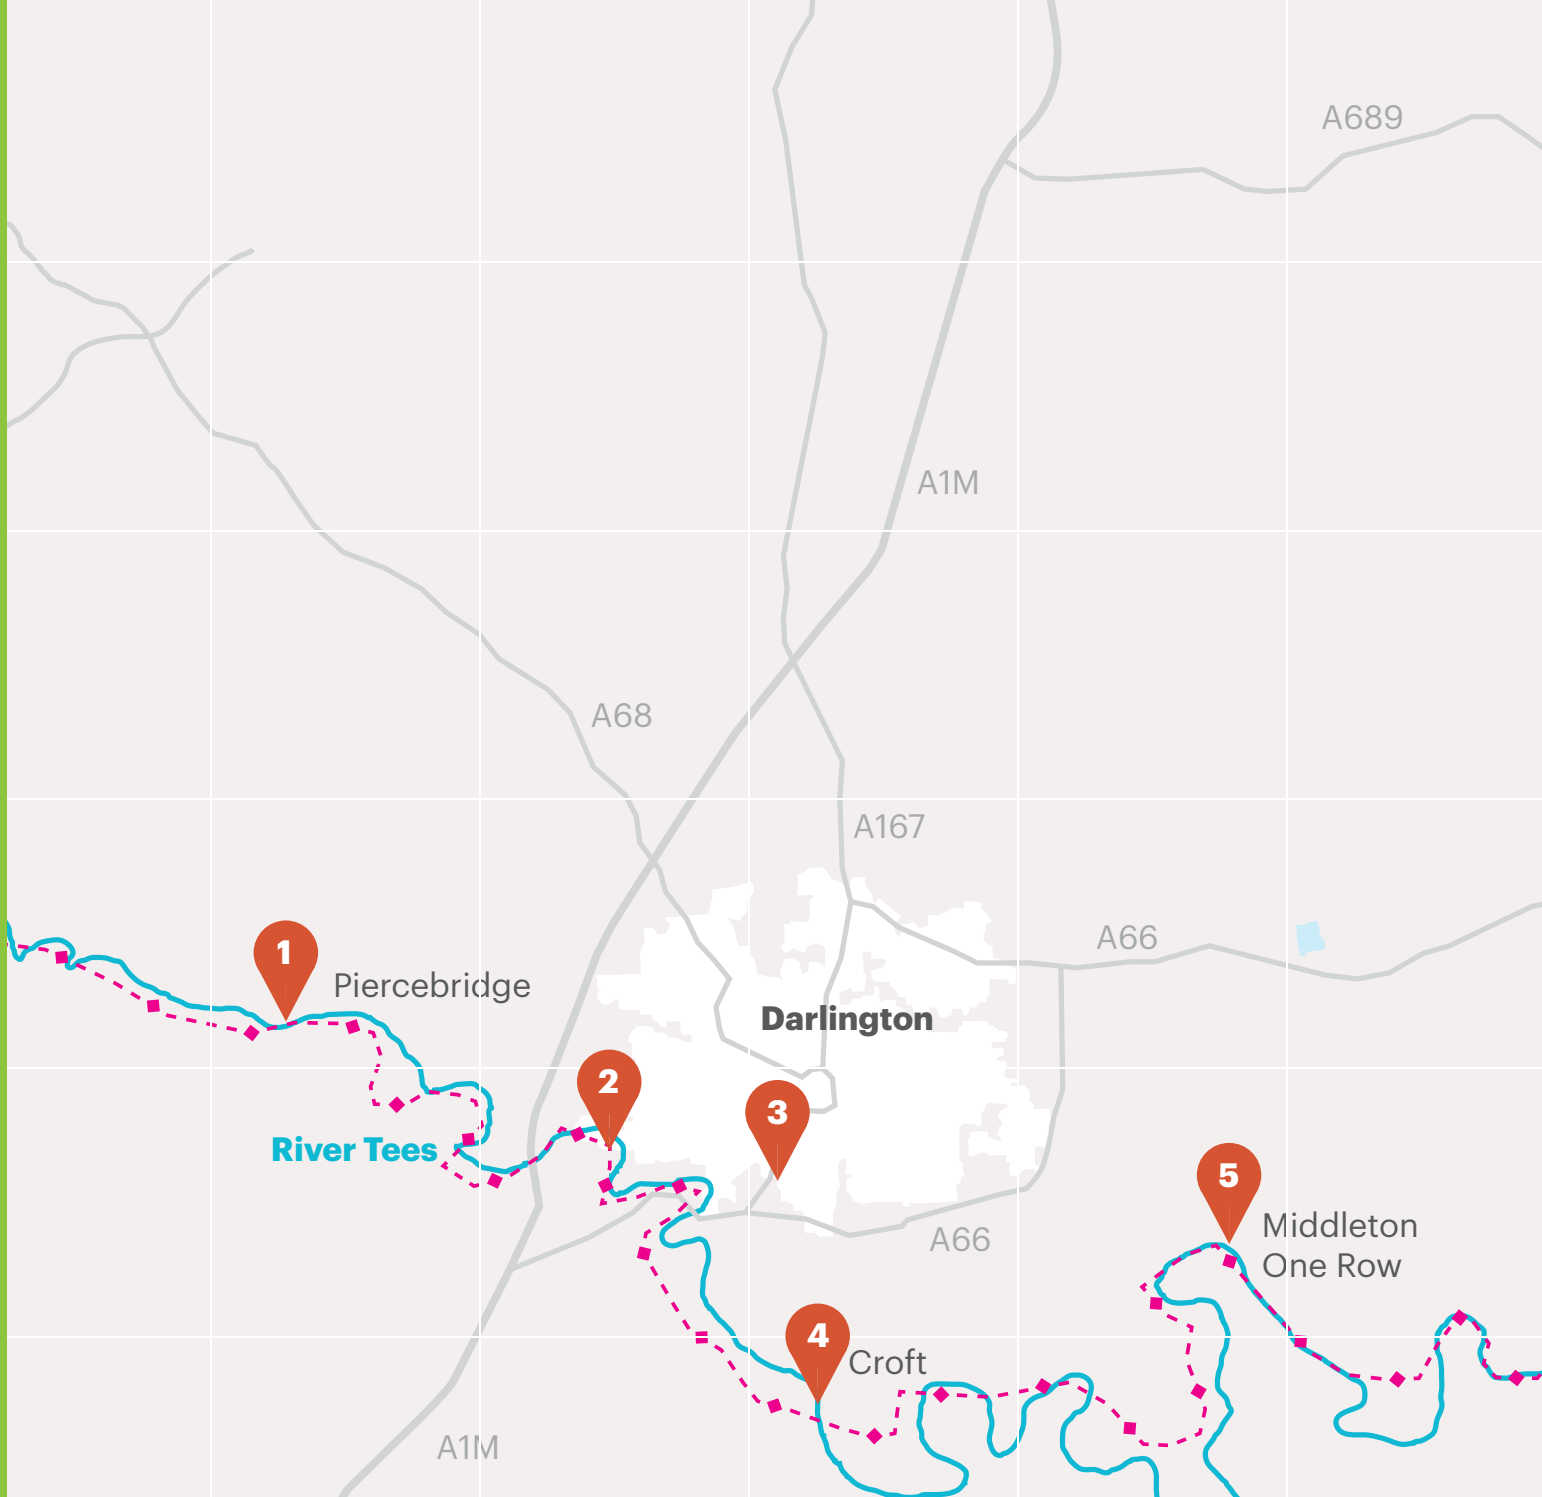 A689
A1M
A68
A167
A66
1
Piercebridge
Darlington
2
3
River Tees
5
Middleton
One Row
A66
4
Croft
A1M